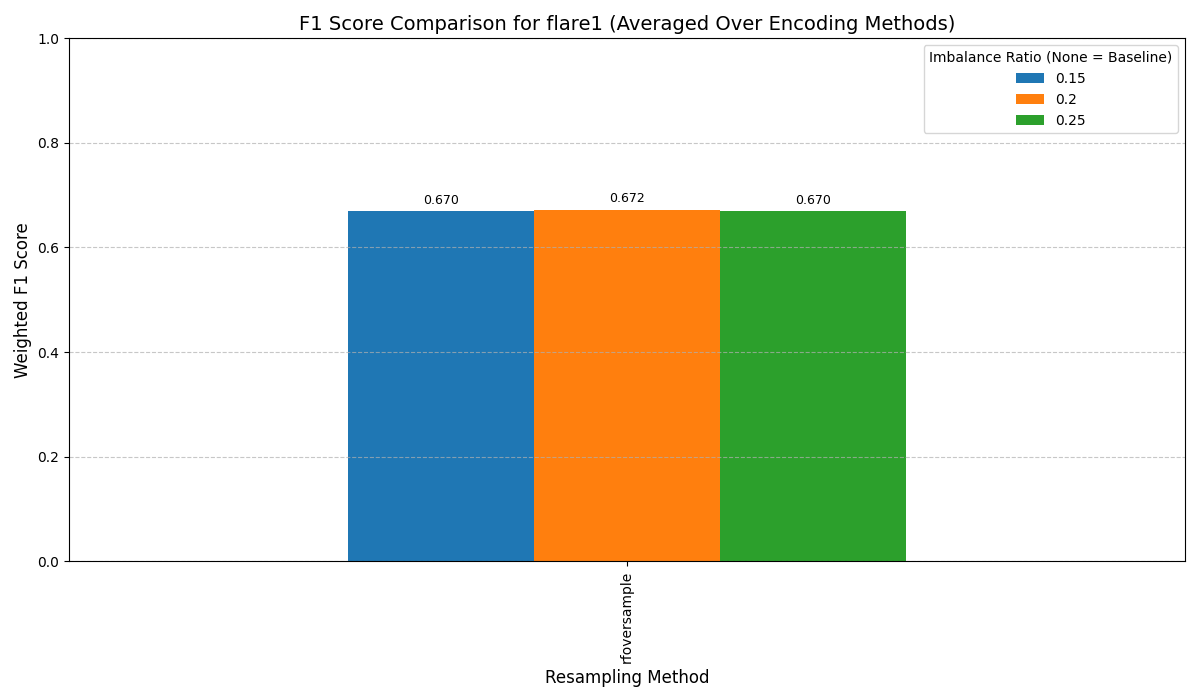 F1 Score Comparison for flare1 (Averaged Over Encoding Methods)
Imbalance Ratio (None = Baseline)
0.15
0.2
0.25
Weighted F1 Score
1.0
0.8
0.6
0.4
0.2
0.0
0.670
0.672
0.670
rfoversample
Resampling Method